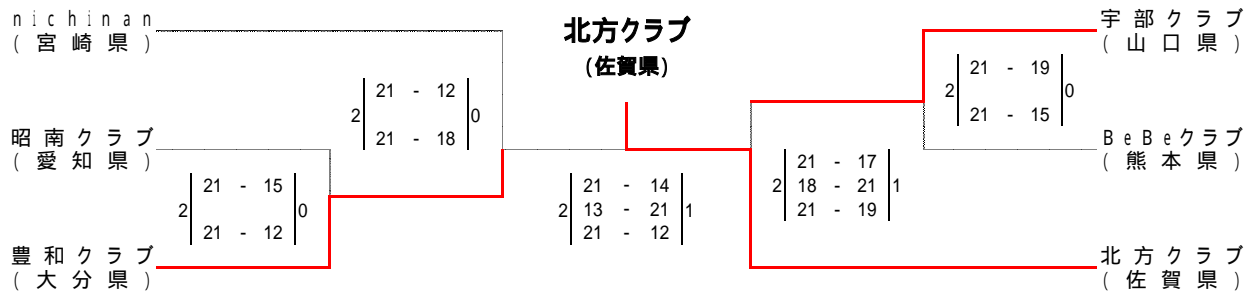 nichinan
(宮崎県)
昭南クラブ
(愛知県)
豊和クラブ
(大分県)
21 - 15
2 0
21 - 12
21 - 12
2 0
21 - 18
北方クラブ
(佐賀県)
21 - 14
2 13 - 21 1
21 - 12
21 - 17
2 18 - 21 1
21 - 19
21 - 19
2 0
21 - 15
宇部クラブ
(山口県)
BeBeクラブ
(熊本県)
北方クラブ
(佐賀県)